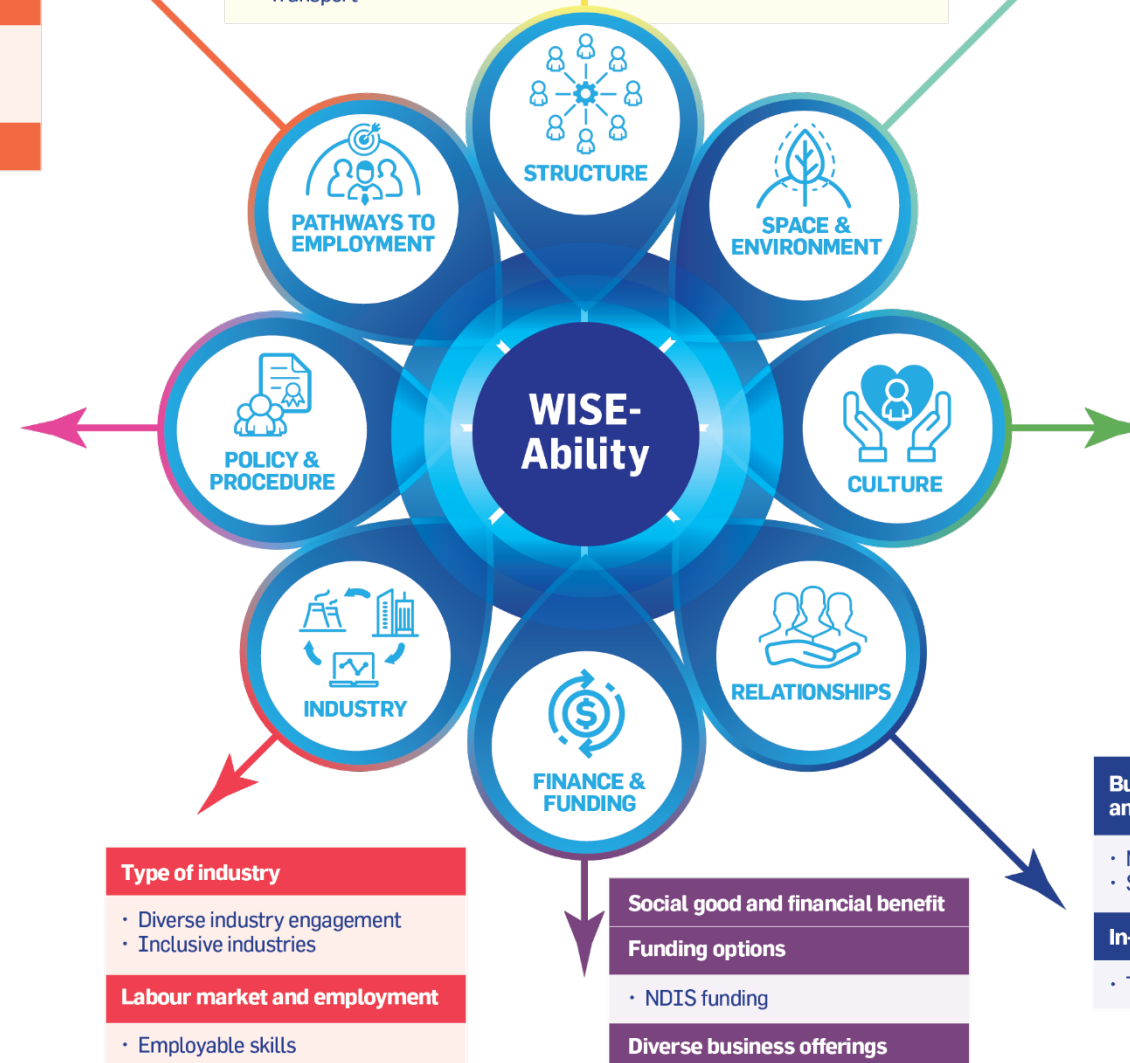 Transport
STRUCTURE
PATHWAYS TO
EMPLOYMENT
SPACE &
ENVIRONMENT
WISE-
Ability
POLICY &
PROCEDURE
CULTURE
INDUSTRY
RELATIONSHIPS
FINANCE &
FUNDING
Type of industry
· Diverse industry engagement
· Inclusive industries
Labour market and employment
· Employable skills
Social good and financial benefit
Funding options
· NDIS funding
Diverse business offerings